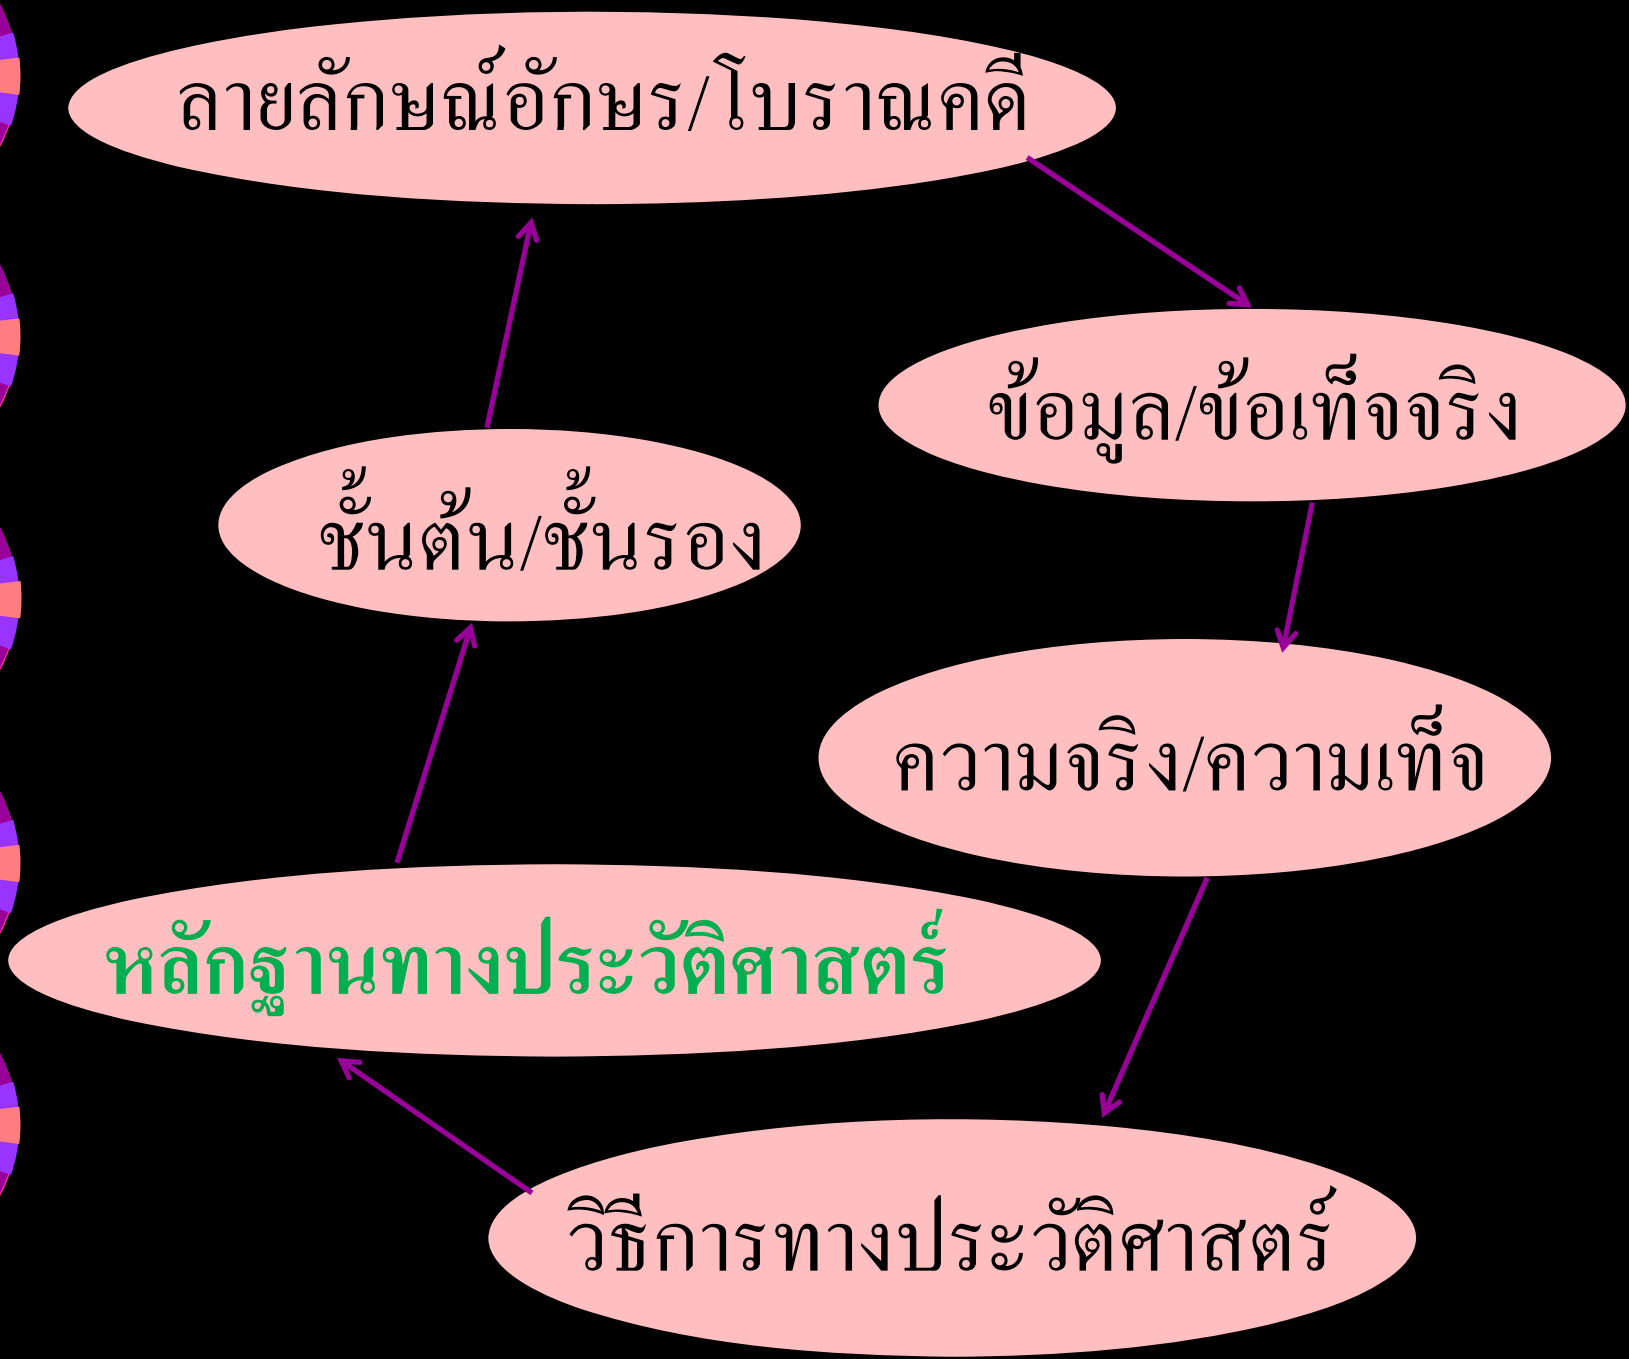 ลายลักษณ์อักษร/โบราณคดี
ข้อมูล/ข้อเท็จจริง
ชั้นต้น/ชั้นรอง
ความจริง/ความเท็จ
หลักฐานทางประวัติศาสตร์
วิธีการทางประวัติศาสตร์